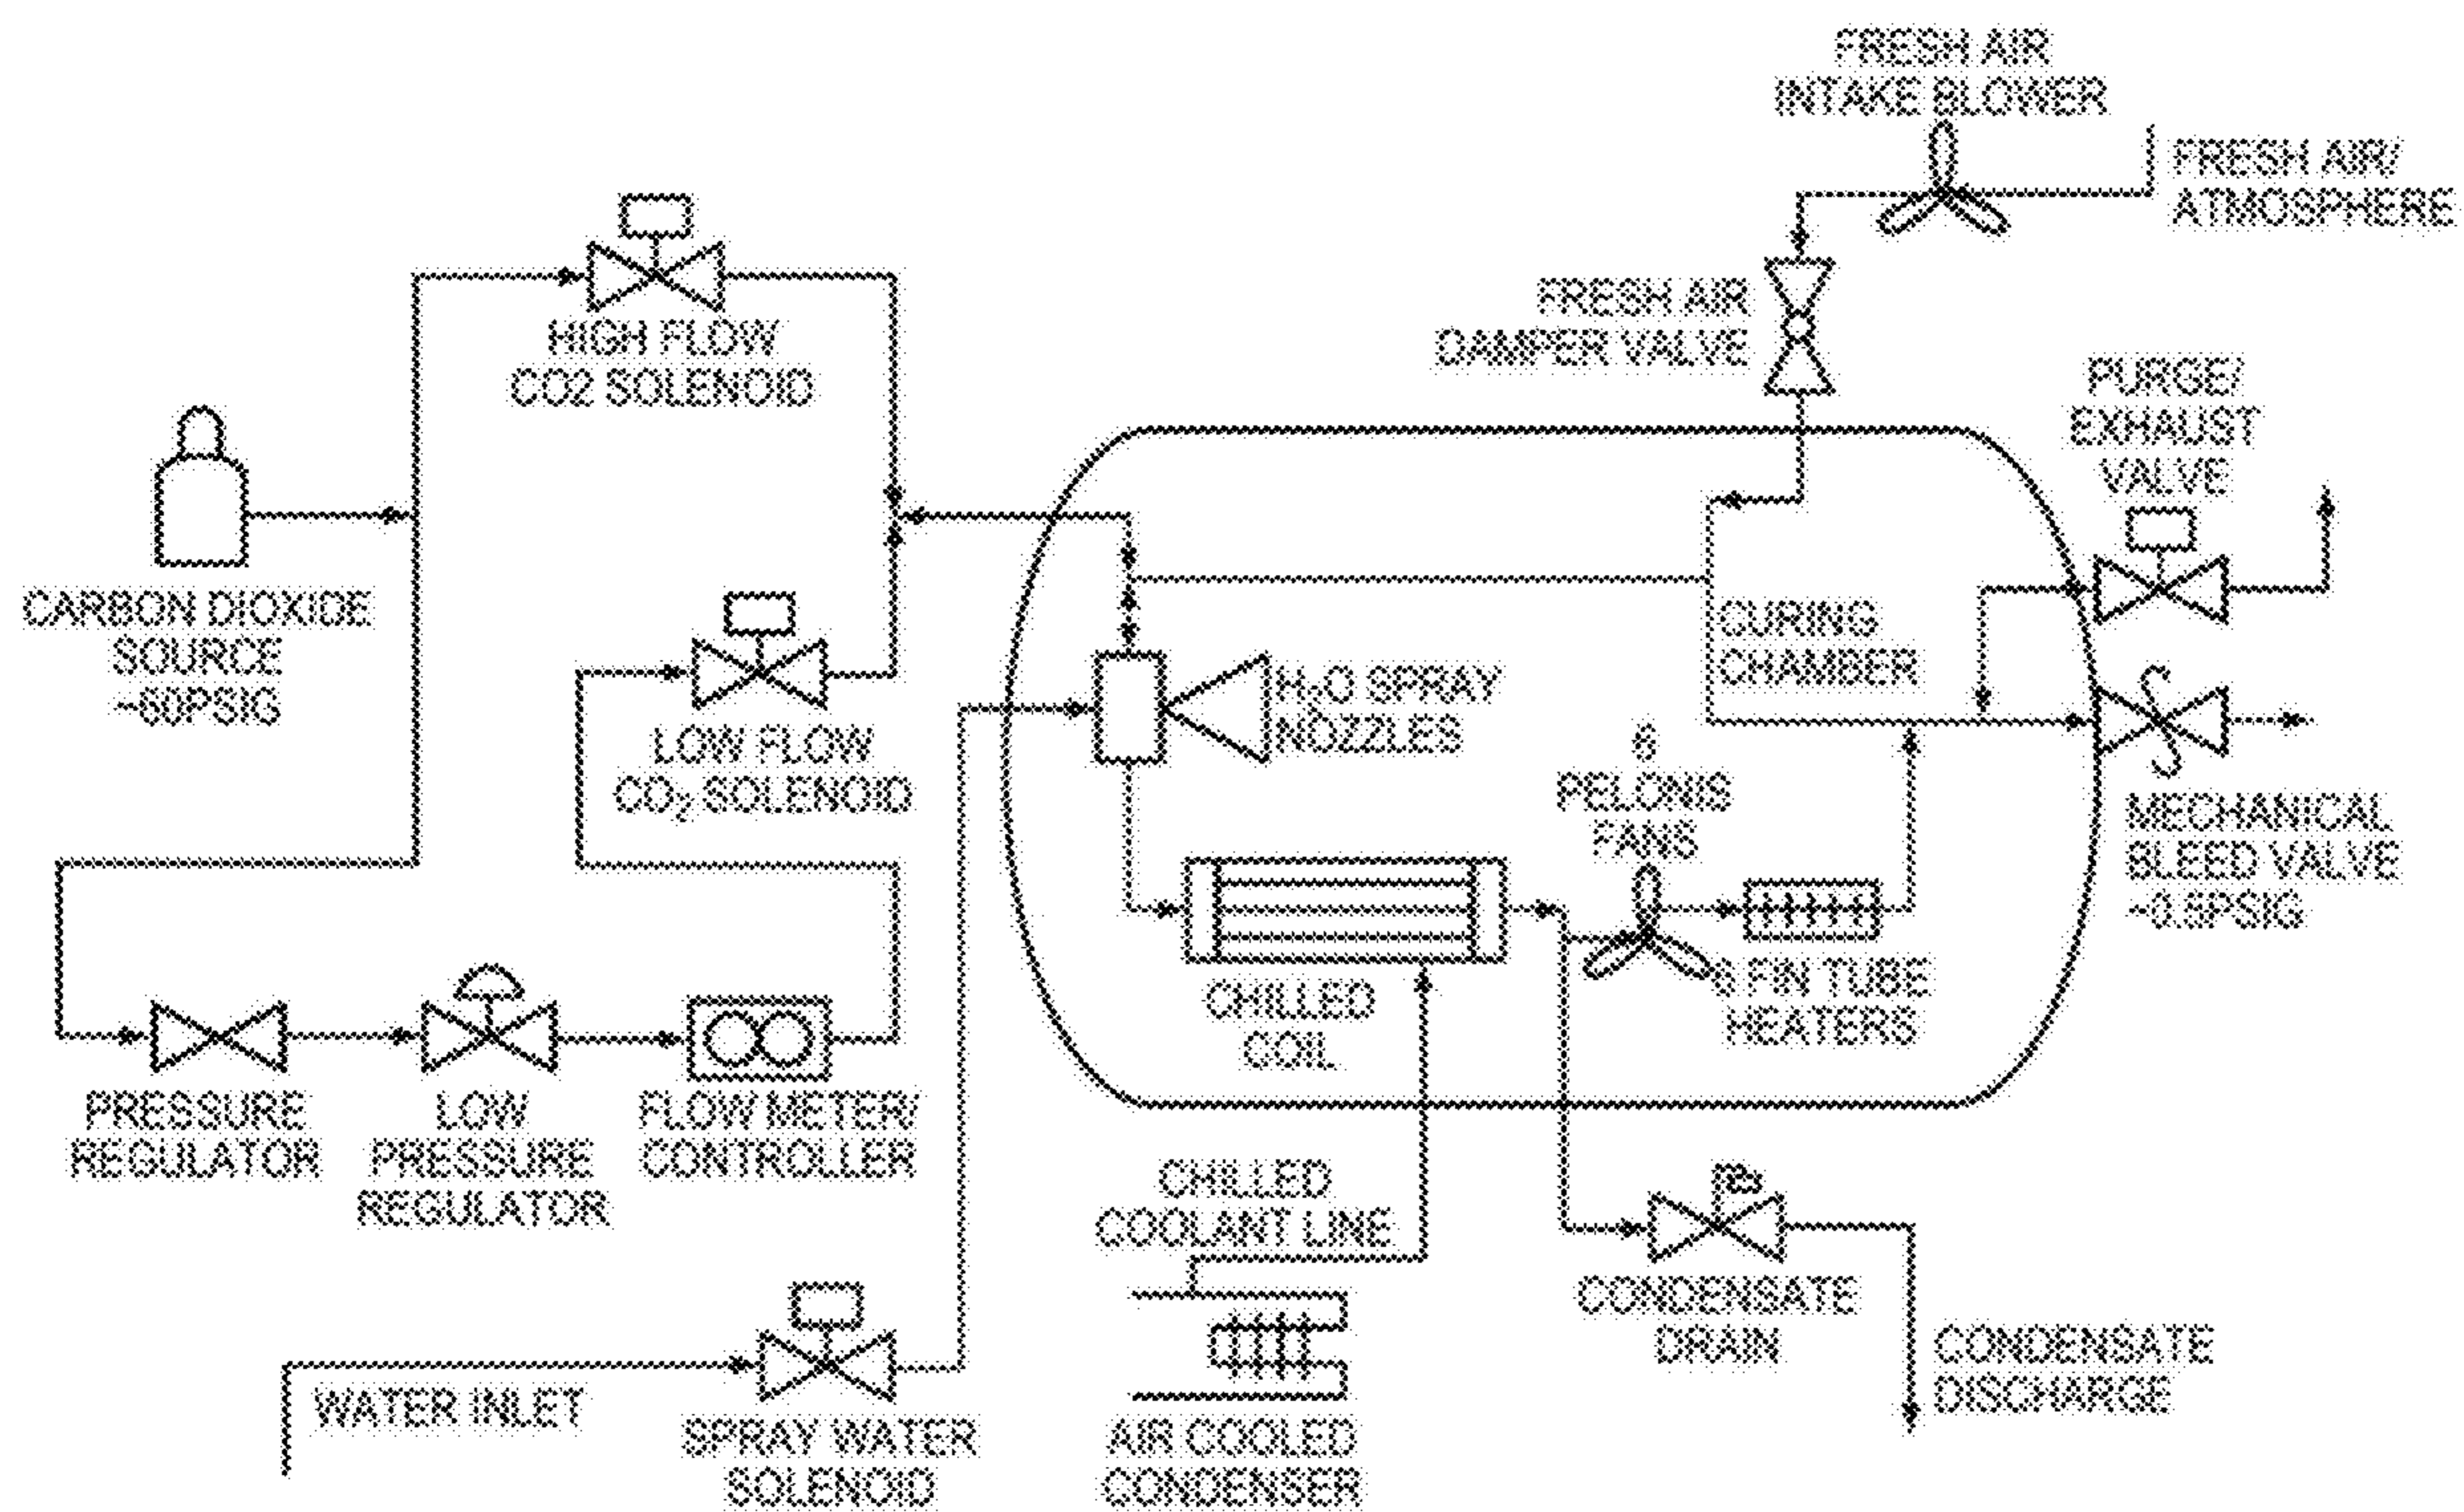 FRESH AIR
INTAKE BLOWER
FRESH AIR/
ATMOSPHERE
HIGH FLOW
CO2 SOLENOID
FRESH AIR
DAMPER VALVE
PURGE/
EXHAUST
VALVE
CARBON DIOXIDE
SOURCE
~60PSIG
LOW FLOW
CO₂ SOLENOID
H₂O SPRAY
NOZZLES
CURING
CHAMBER
6
PELONIS
FANS
MECHANICAL
BLEED VALVE
~0.5PSIG
CHILLED
COIL
FIN TUBE
HEATERS
PRESSURE
REGULATOR
LOW
PRESSURE
REGULATOR
FLOW METER/
CONTROLLER
CHILLED
COOLANT LINE
CONDENSATE
DRAIN
CONDENSATE
DISCHARGE
WATER INLET
SPRAY WATER
SOLENOID
AIR COOLED
CONDENSER